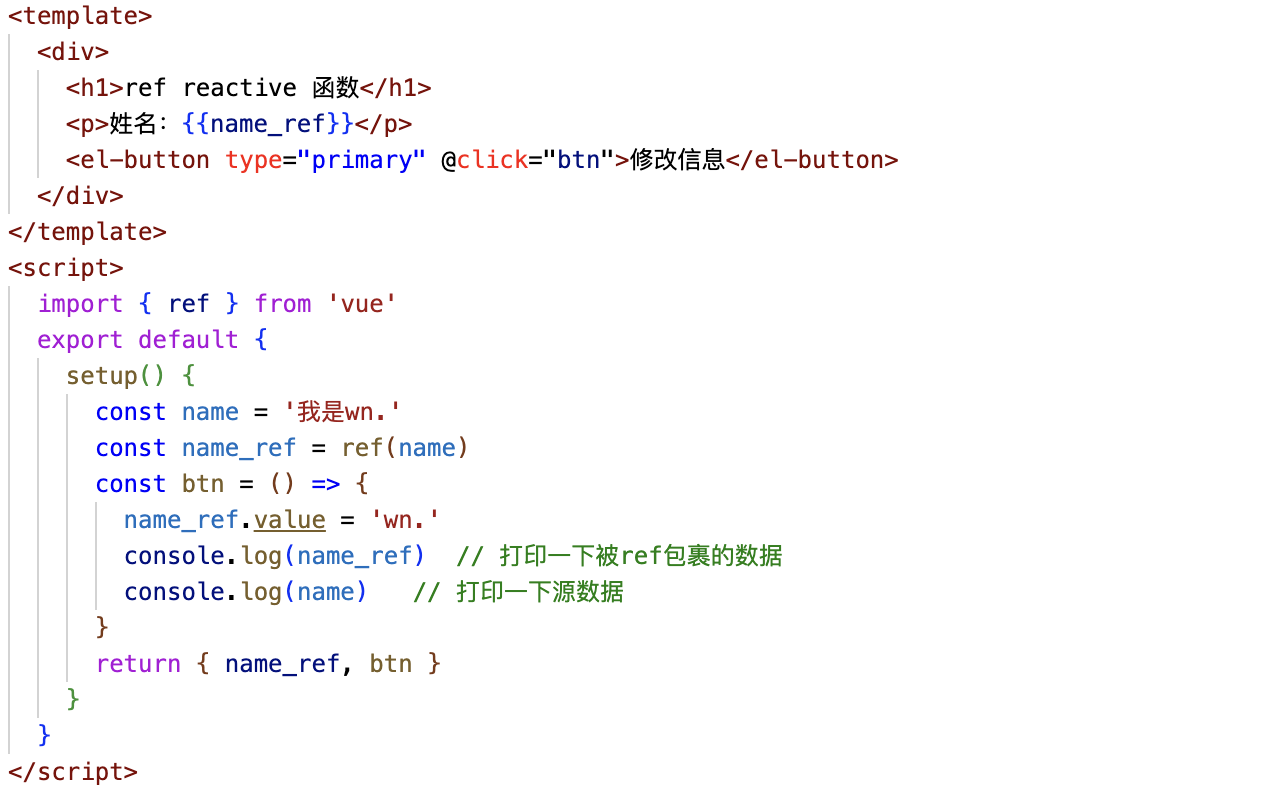 <template>
  <div>
    <h1>ref reactive 函数</h1>
    <p>姓名：{{name_ref}}</p>
    <el-button type="primary" @click="btn">修改信息</el-button>
  </div>
</template>
<script>
  import { ref } from 'vue'
  export default {
    setup() {
      const name = '我是wn.'
      const name_ref = ref(name)
      const btn = () => {
        name_ref.value = 'wn.'
        console.log(name_ref)  // 打印一下被ref包裹的数据
        console.log(name)   // 打印一下源数据
      }
      return { name_ref, btn }
    }
  }
</script>